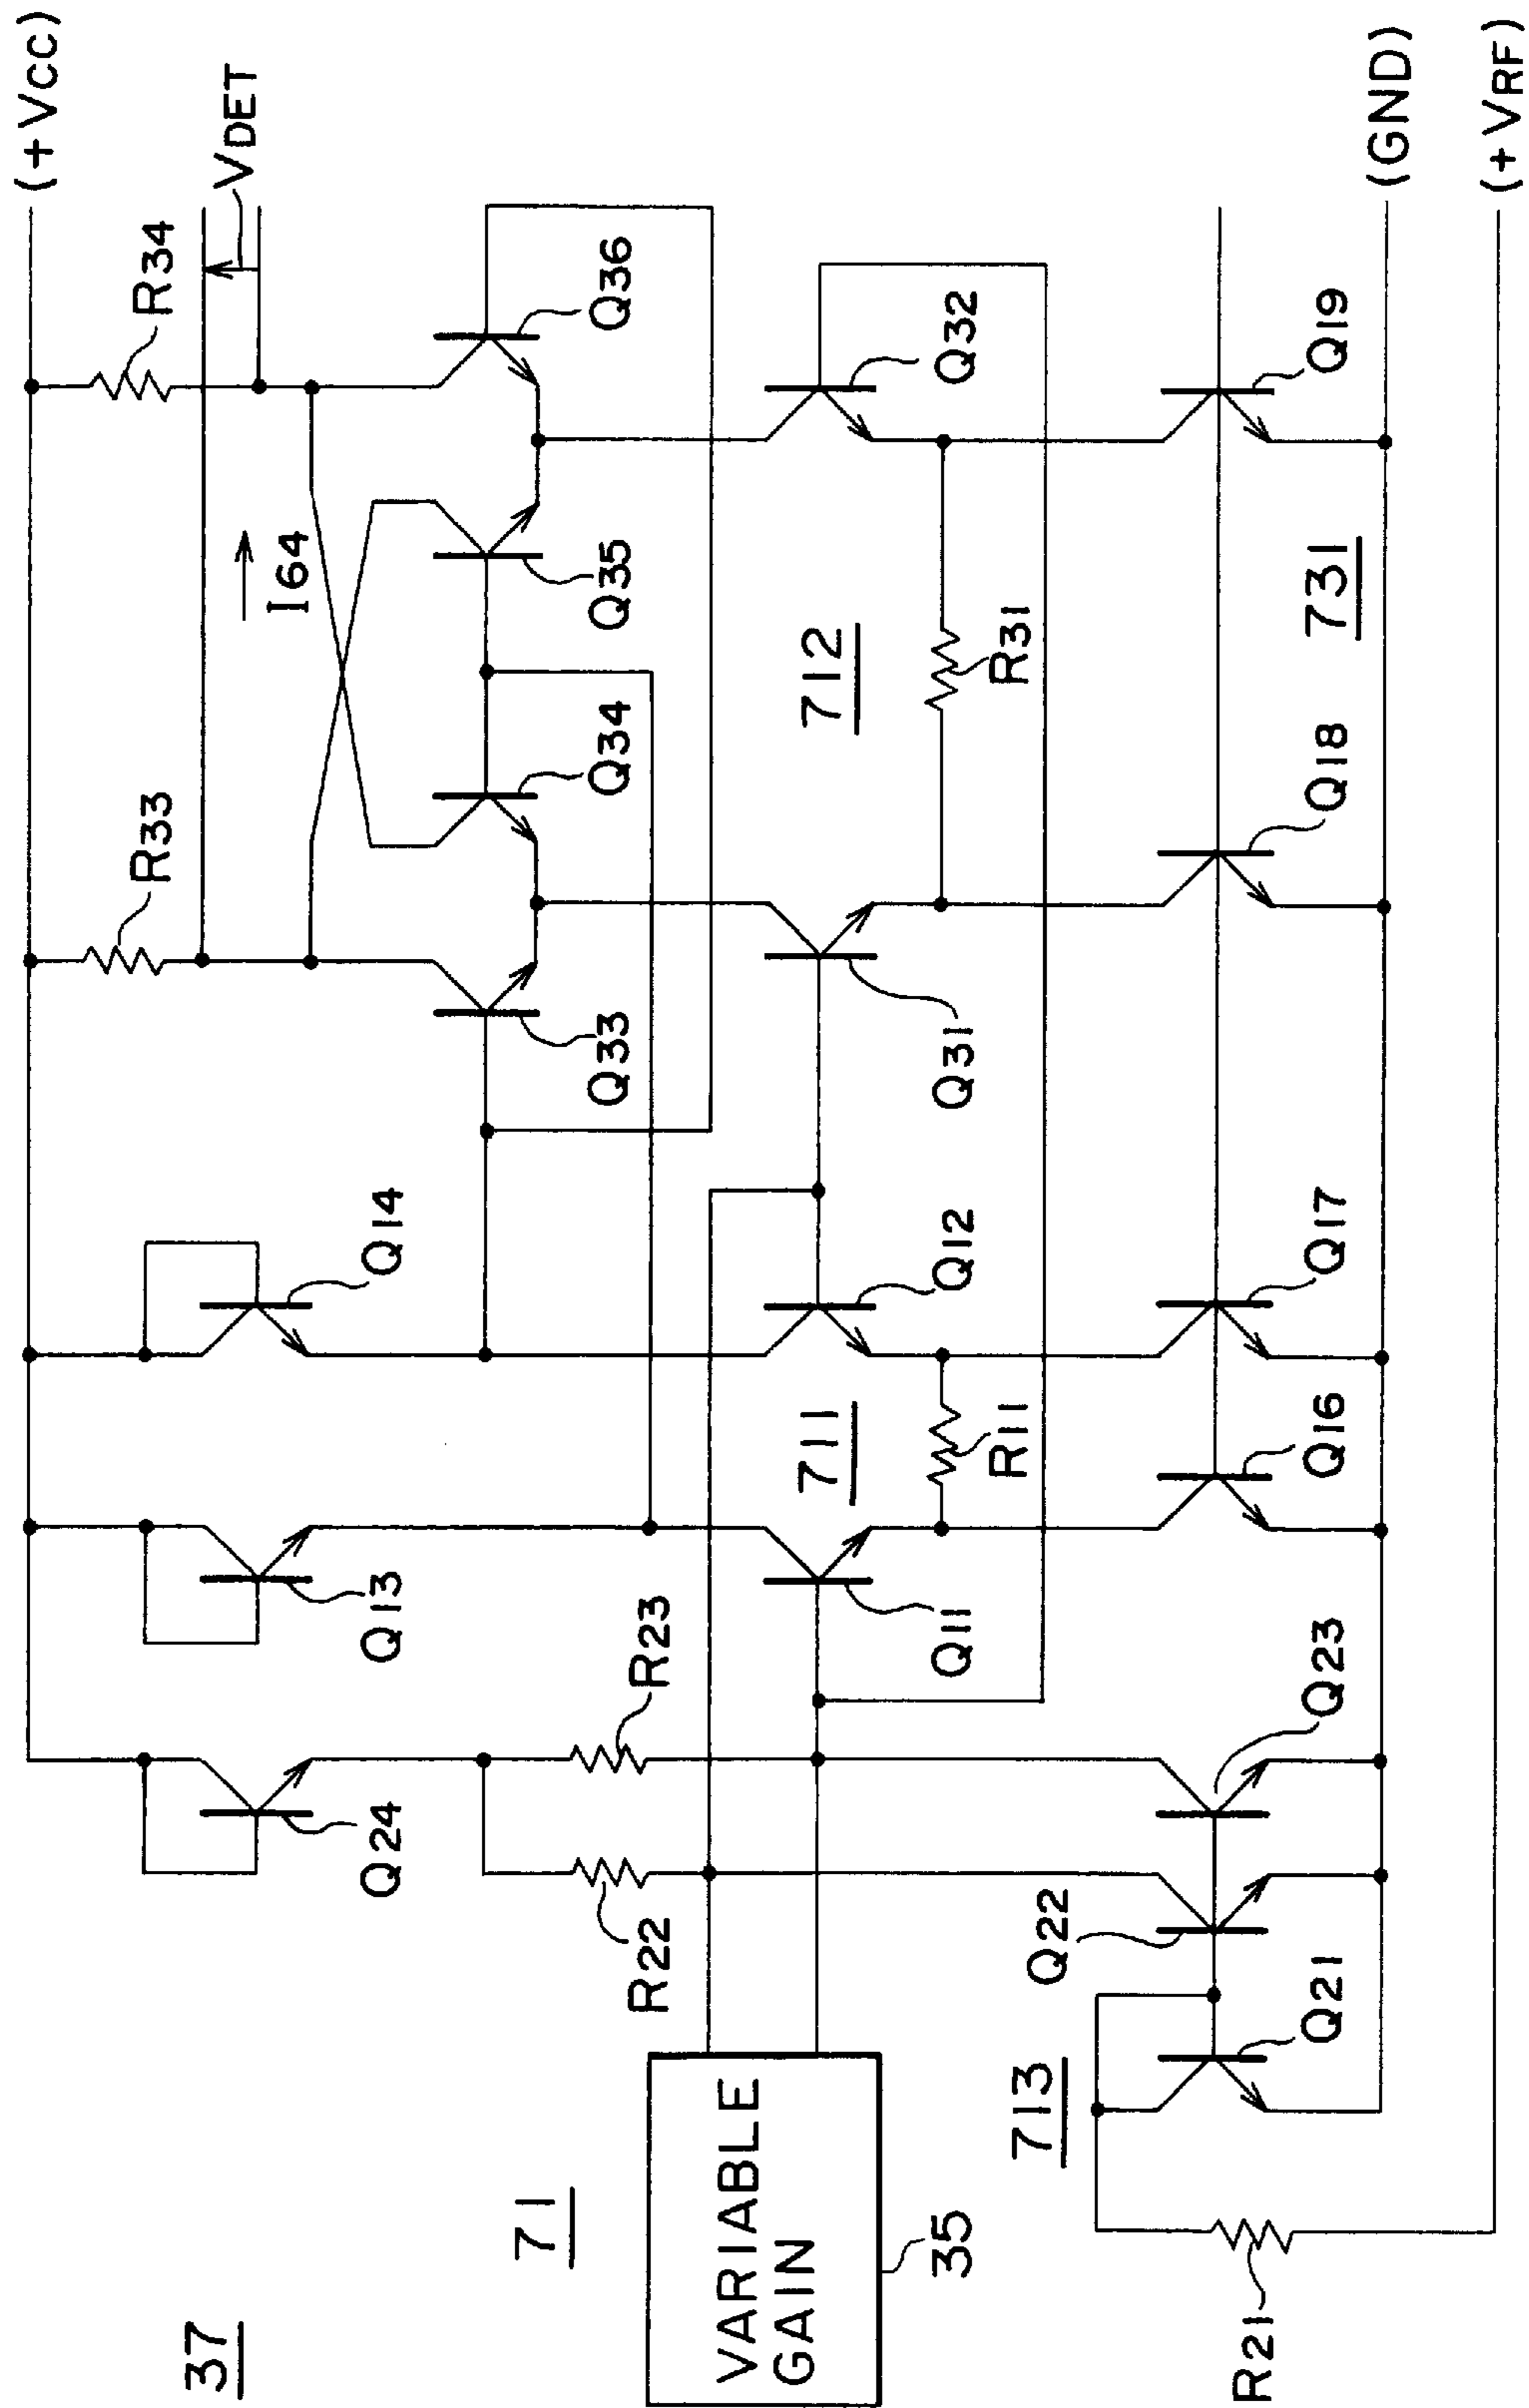 37
(+VCC)
VDET
R33
R34
I64
Q24
Q13
Q14
Q33
Q34
Q35
Q36
71
R22
R23
VARIABLE
GAIN
35
711
712
Q11
Q12
Q31
Q32
R11
R31
713
Q21
Q22
Q23
Q16
Q17
Q18
731
Q19
R21
(GND)
(+VRF)